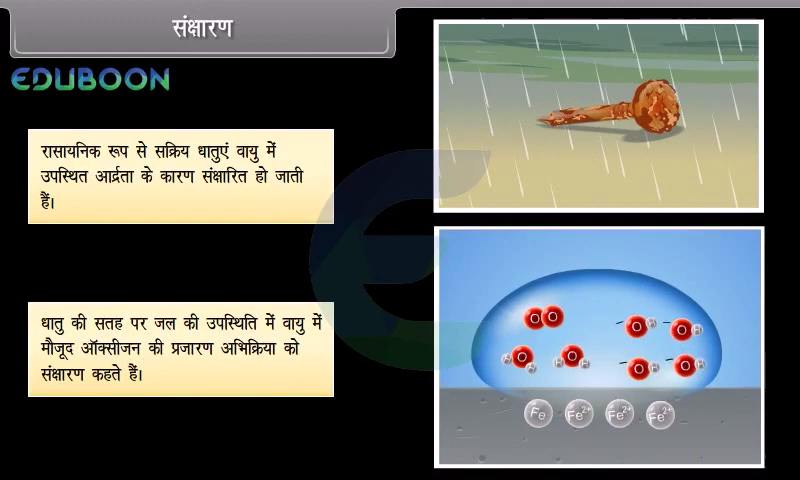 संक्षारण
EDUBOON
रासायनिक रूप से सक्रिय धातुएं वायु में
उपस्थित आर्द्रता के कारण संक्षारित हो जाती
हैं।
धातु की सतह पर जल की उपस्थिति में वायु में
मौजूद ऑक्सीजन की प्रजारण अभिक्रिया को
संक्षारण कहते हैं।
O O
O H O H
H O H H O H
O H O H
Fe Fe2+ Fe2+ Fe2+